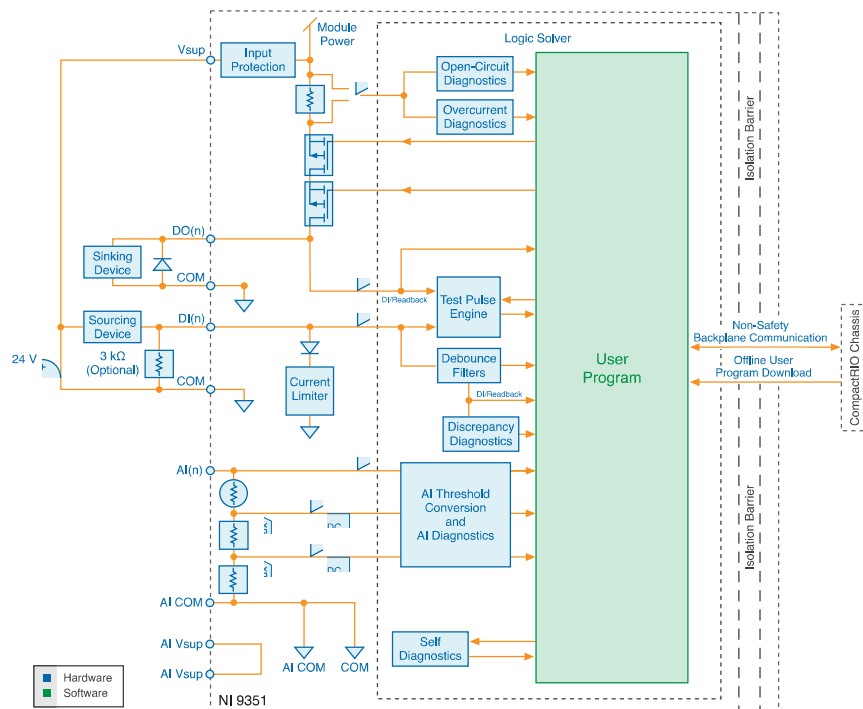 Module
Power
Logic Solver
Vsup
Input
Protection
Open-Circuit
Diagnostics
Overcurrent
Diagnostics
Isolation Barrier
DO(n)
Sinking
Device
COM
DI/Readback
Test Pulse
Engine
Sourcing
Device
DI(n)
3 kΩ
(Optional)
24 V
COM
Current
Limiter
Debounce
Filters
DI/Readback
Discrepancy
Diagnostics
User
Program
Non-Safety
Backplane Communication
Offline User
Program Download
CompactRIO Chassis
AI(n)
AI Threshold
Conversion
and
AI Diagnostics
Isolation Barrier
AI COM
AI Vsup
AI Vsup
AI COM
COM
Self
Diagnostics
Hardware
Software
NI 9351